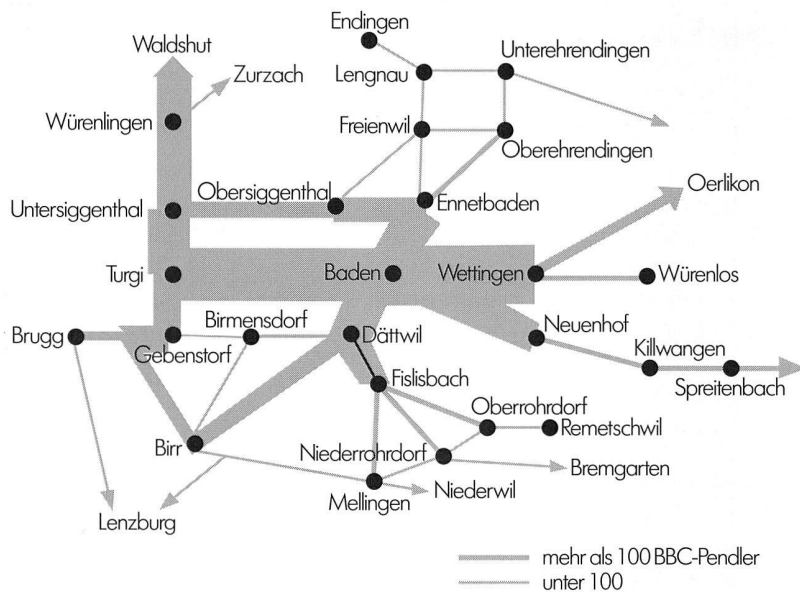 Endingen
Waldshut
Unterehrendingen
Zurzach
Lengnau
Würenlingen
Freienwil
Oberehrendingen
Obersiggenthal
Oerlikon
Untersiggenthal
Ennetbaden
Turgi
Baden
Wettingen
Würenlos
Birmensdorf
Neuenhof
Brugg
Dättwil
Gebenstorf
Killwangen
Fislisbach
Spreitenbach
Oberrohrdorf
Remetschwil
Birr
Niederrohrdorf
Bremgarten
Niederwil
Mellingen
Lenzburg
mehr als 100 BBC-Pendler
unter 100